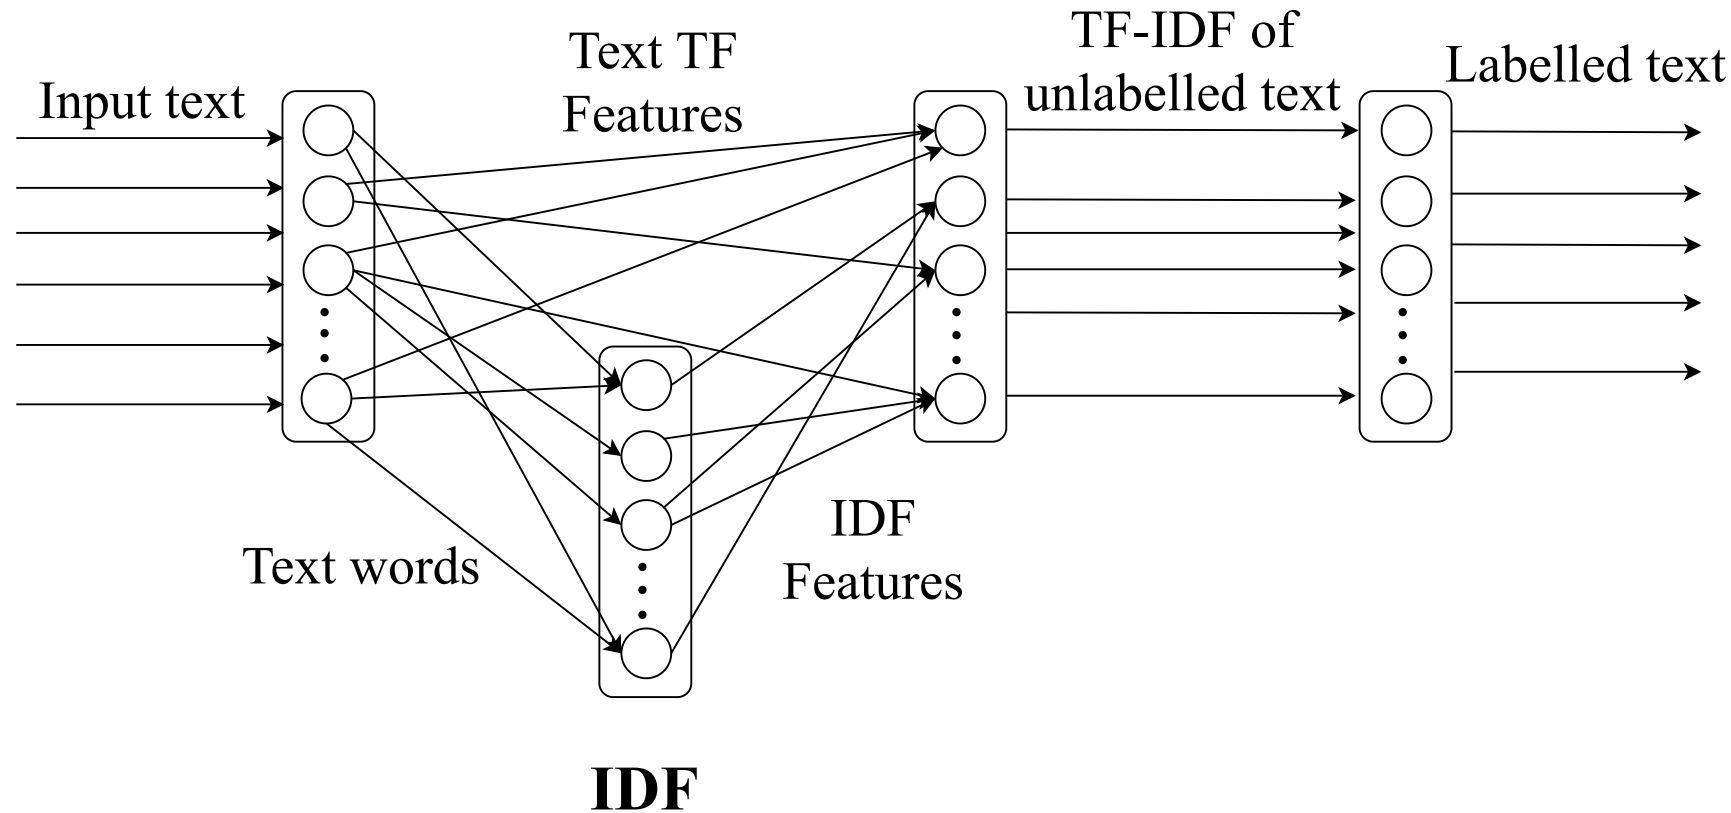 Input text
Text TF
Features
TF-IDF of
unlabelled text
Labelled text
Text words
IDF
Features
IDF